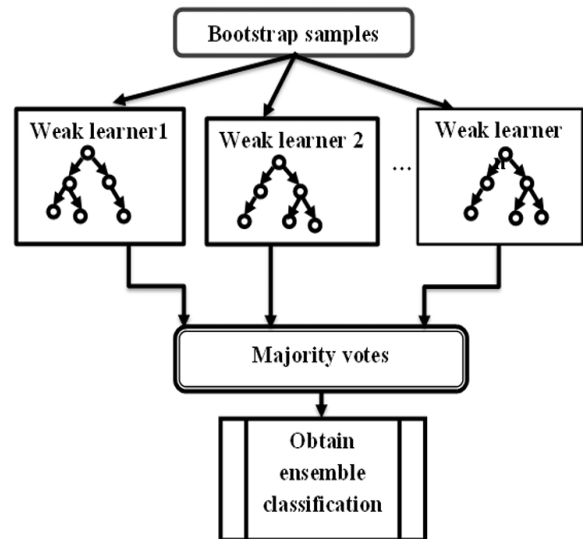 Bootstrap samples
Weak learner1
Weak learner 2
...
Weak learner
n
Majority votes
Obtain
ensemble
classification